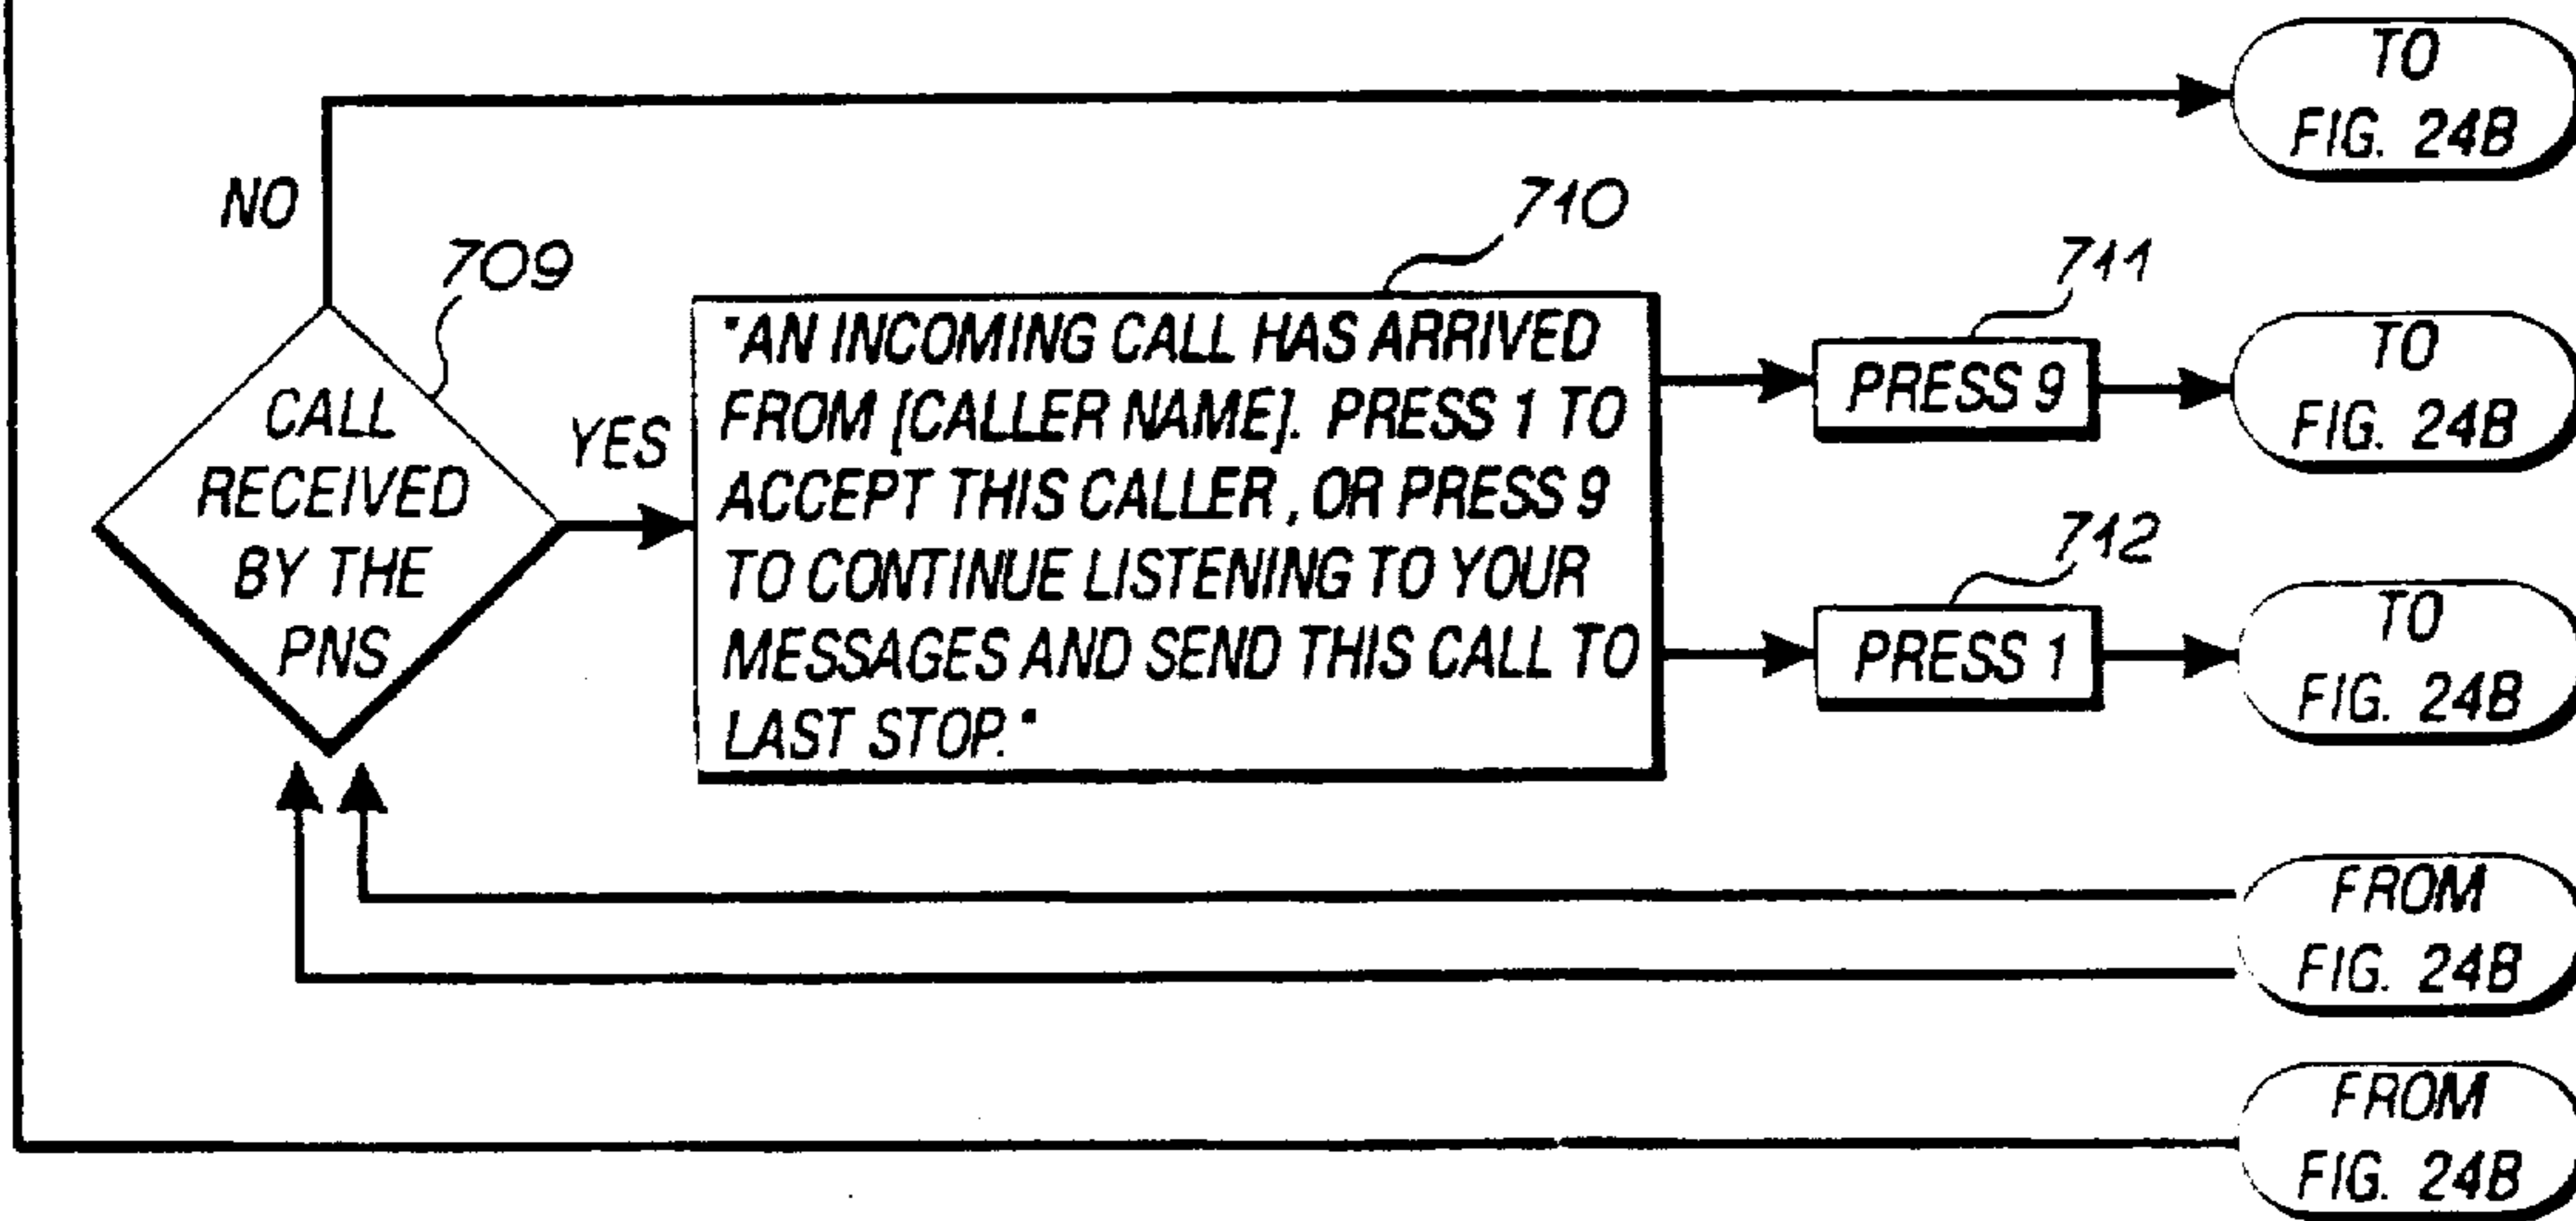 TO
FIG. 24B
NO
709
CALL
RECEIVED
BY THE
PNS
YES
710
"AN INCOMING CALL HAS ARRIVED
FROM [CALLER NAME]. PRESS 1 TO
ACCEPT THIS CALLER, OR PRESS 9
TO CONTINUE LISTENING TO YOUR
MESSAGES AND SEND THIS CALL TO
LAST STOP."
711
PRESS 9
TO
FIG. 24B
712
PRESS 1
TO
FIG. 24B
FROM
FIG. 24B
FROM
FIG. 24B